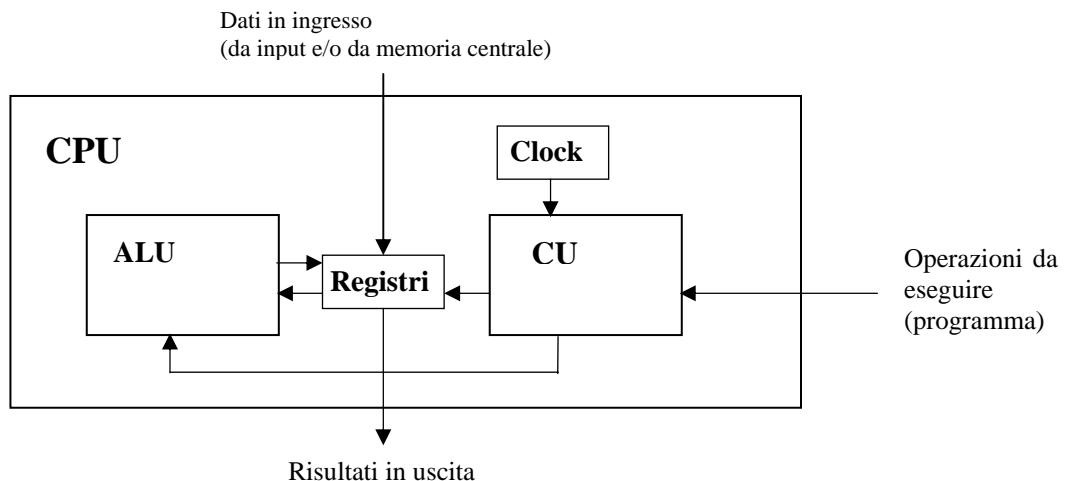 Dati in ingresso
(da input e/o da memoria centrale)
CPU
Clock
ALU
Registri
CU
Operazioni da
eseguire
(programma)
Risultati in uscita